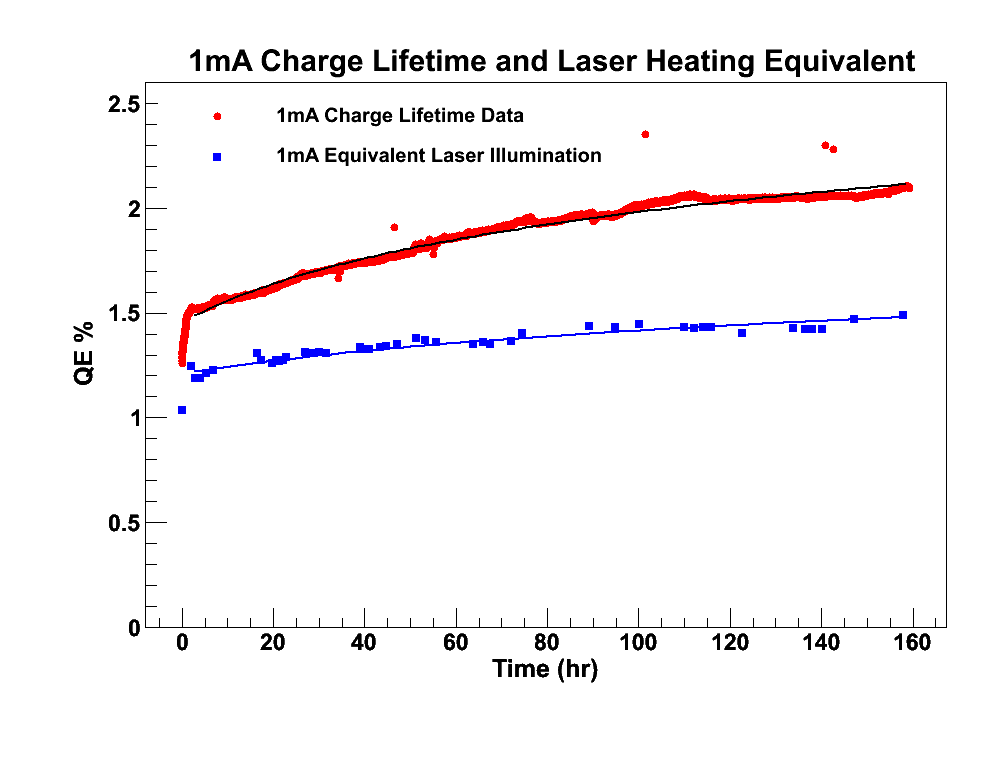 1mA Charge Lifetime and Laser Heating Equivalent
2.5
1mA Charge Lifetime Data
1mA Equivalent Laser Illumination
2
1.5
QE %
1
0.5
0
0 20 40 60 80 100 120 140 160
Time (hr)